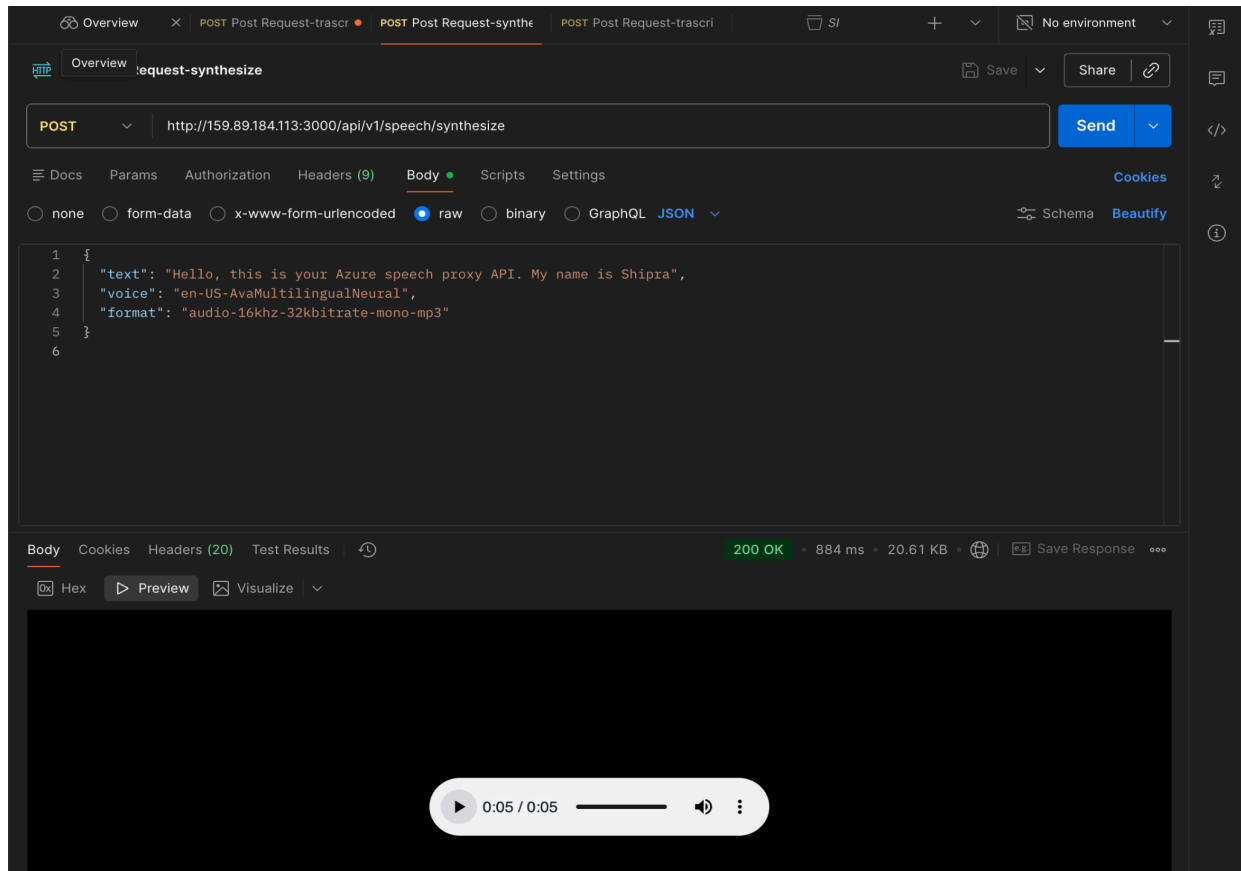 Overview POST Post Request-trascr POST Post Request-synthe POST Post Request-trascri SI No environment
HTTP Overview equest-synthesize Save Share
POST http://159.89.184.113:3000/api/v1/speech/synthesize Send
Docs Params Authorization Headers (9) Body Scripts Settings Cookies
none form-data x-www-form-urlencoded raw binary GraphQL JSON Schema Beautify
1 {
2 "text": "Hello, this is your Azure speech proxy API. My name is Shipra",
3 "voice": "en-US-AvaMultilingualNeural",
4 "format": "audio-16khz-32kbitrate-mono-mp3"
5 }
6
Body Cookies Headers (20) Test Results 200 OK • 884 ms • 20.61 KB • e.g. Save Response
0x Hex Preview Visualize
0:05 / 0:05